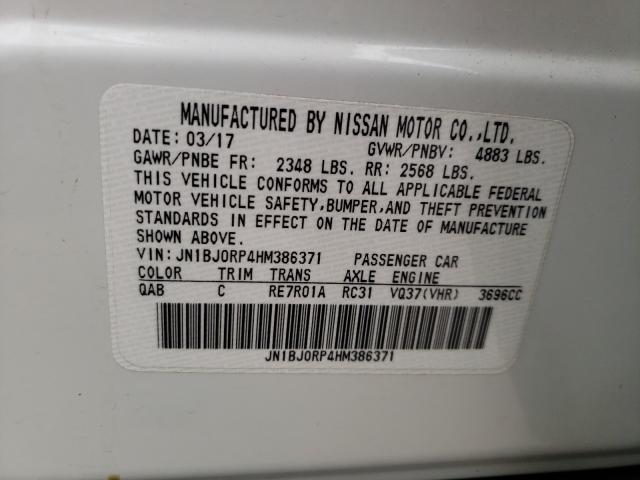 MANUFACTURED BY NISSAN MOTOR CO.,LTD.
DATE: 03/17 GVWR/PNBV: 4883 LBS.
GAWR/PNBE FR: 2348 LBS. RR: 2568 LBS.
THIS VEHICLE CONFORMS TO ALL APPLICABLE FEDERAL
MOTOR VEHICLE SAFETY,BUMPER,AND THEFT PREVENTION
STANDARDS IN EFFECT ON THE DATE OF MANUFACTURE
SHOWN ABOVE.
VIN: JN1BJ0RP4HM386371 PASSENGER CAR
COLOR TRIM TRANS AXLE ENGINE
QAB C RE7R01A RC31 VQ37(VHR) 3696CC
JN1BJ0RP4HM386371